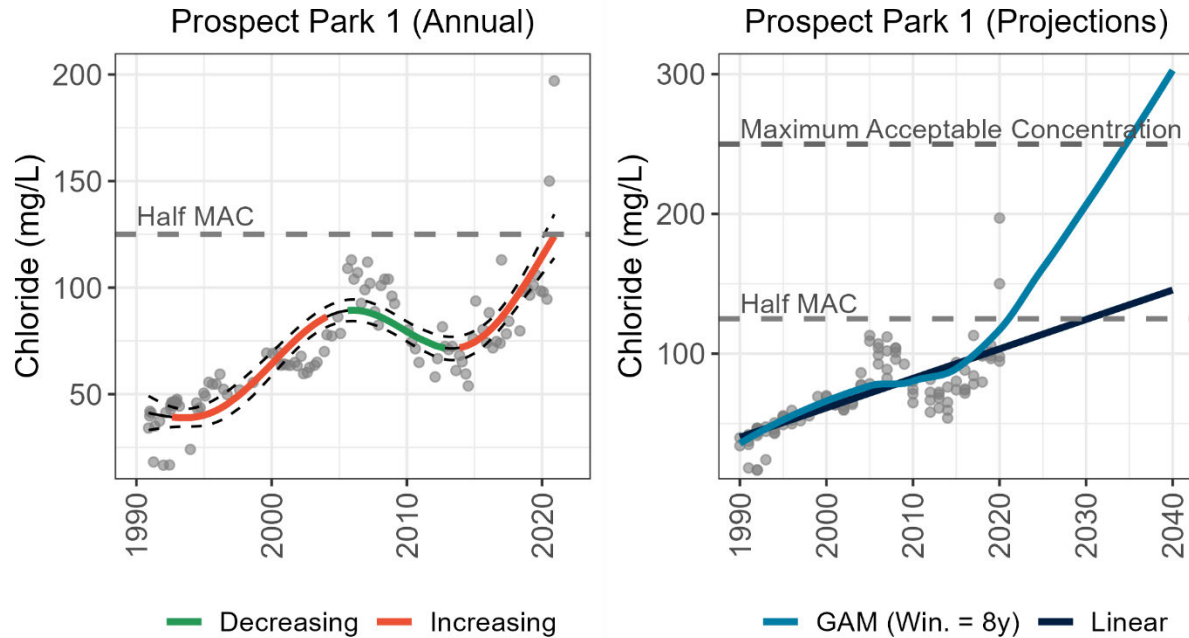 Prospect Park 1 (Annual)
Chloride (mg/L)
200
150
100
50
Half MAC
1990
2000
2010
2020
Decreasing
Increasing
Prospect Park 1 (Projections)
Chloride (mg/L)
300
200
100
Maximum Acceptable Concentration
Half MAC
1990
2000
2010
2020
2030
2040
GAM (Win. = 8y)
Linear